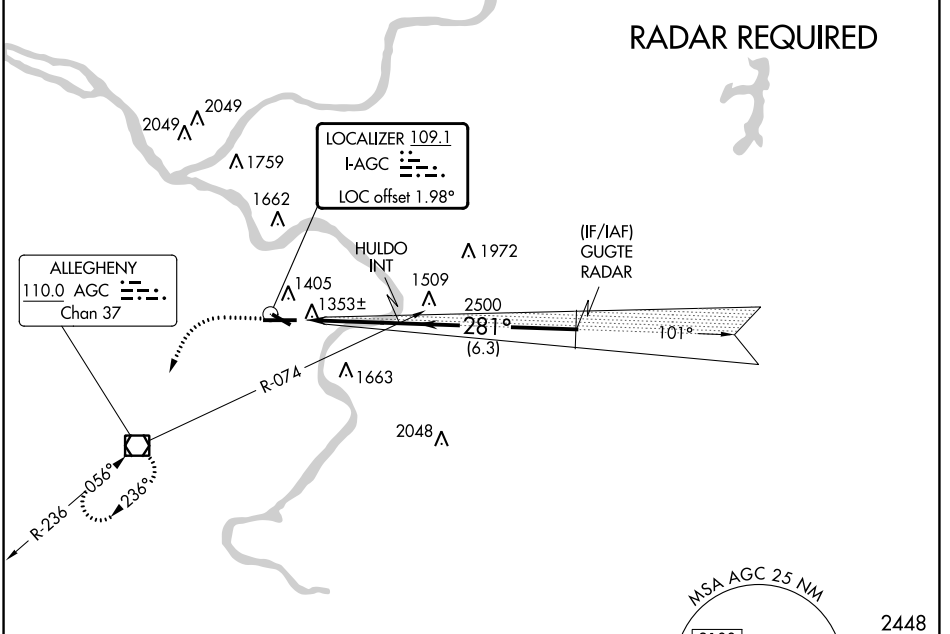 RADAR REQUIRED
2049
2049
1759
1662
LOCALIZER 109.1
I-AGC
LOC offset 1.98°
HULDO
INT
1972
(IF/IAF)
GUGTE
RADAR
ALLEGHENY
110.0 AGC
Chan 37
1405
1353±
1509
2500
281°
(6.3)
101°
R-074
1663
2048
R-236
056°
236°
MSA AGC 25 NM
2448